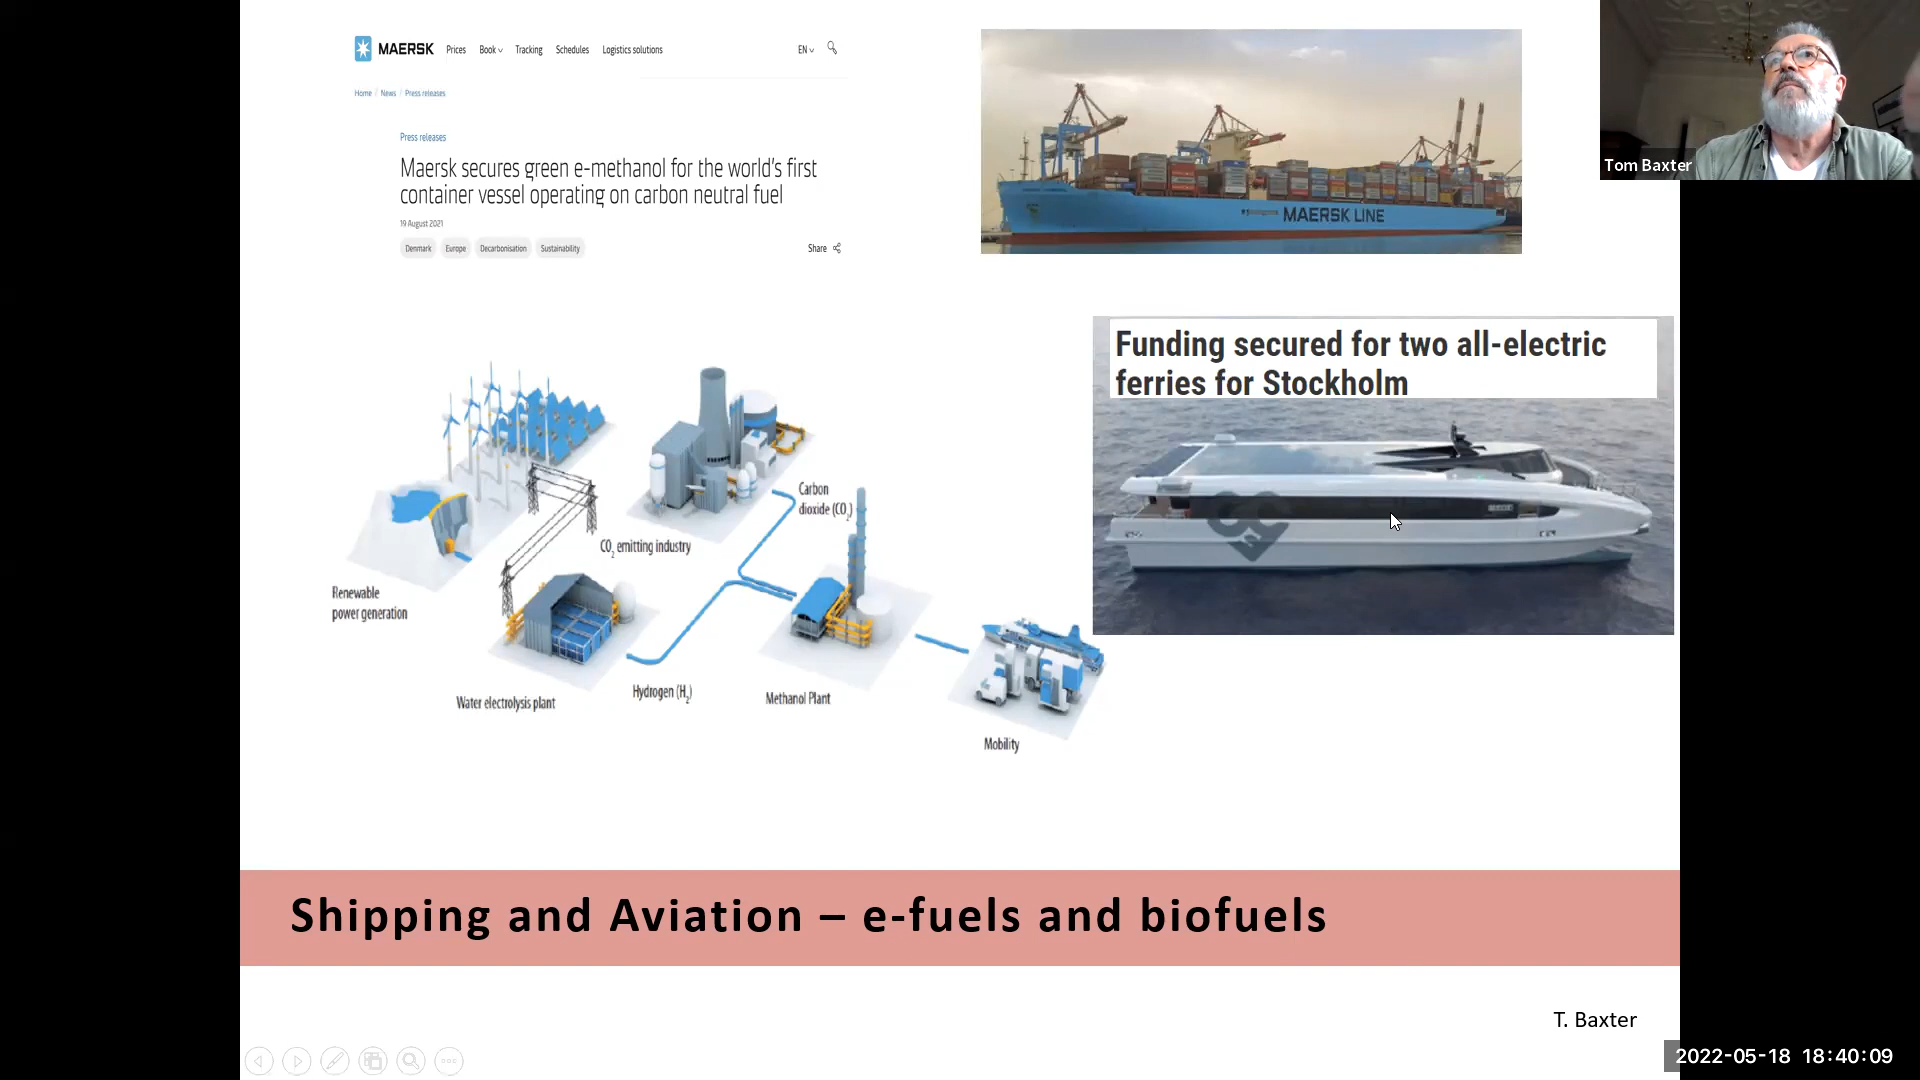 MAERSK Prices Book Tracking Schedules Logistics solutions EN
Home / News / Press releases
Press releases
Maersk secures green e-methanol for the world's first
container vessel operating on carbon neutral fuel
19 August 2021
Denmark Europe Decarbonisation Sustainability Share
MAERSK LINE
Tom Baxter
Funding secured for two all-electric
ferries for Stockholm
Carbon
dioxide (CO2)
CO2 emitting industry
Renewable
power generation
Water electrolysis plant
Hydrogen (H2)
Methanol Plant
Mobility
Shipping and Aviation – e-fuels and biofuels
T. Baxter
2022-05-18 18:40:09